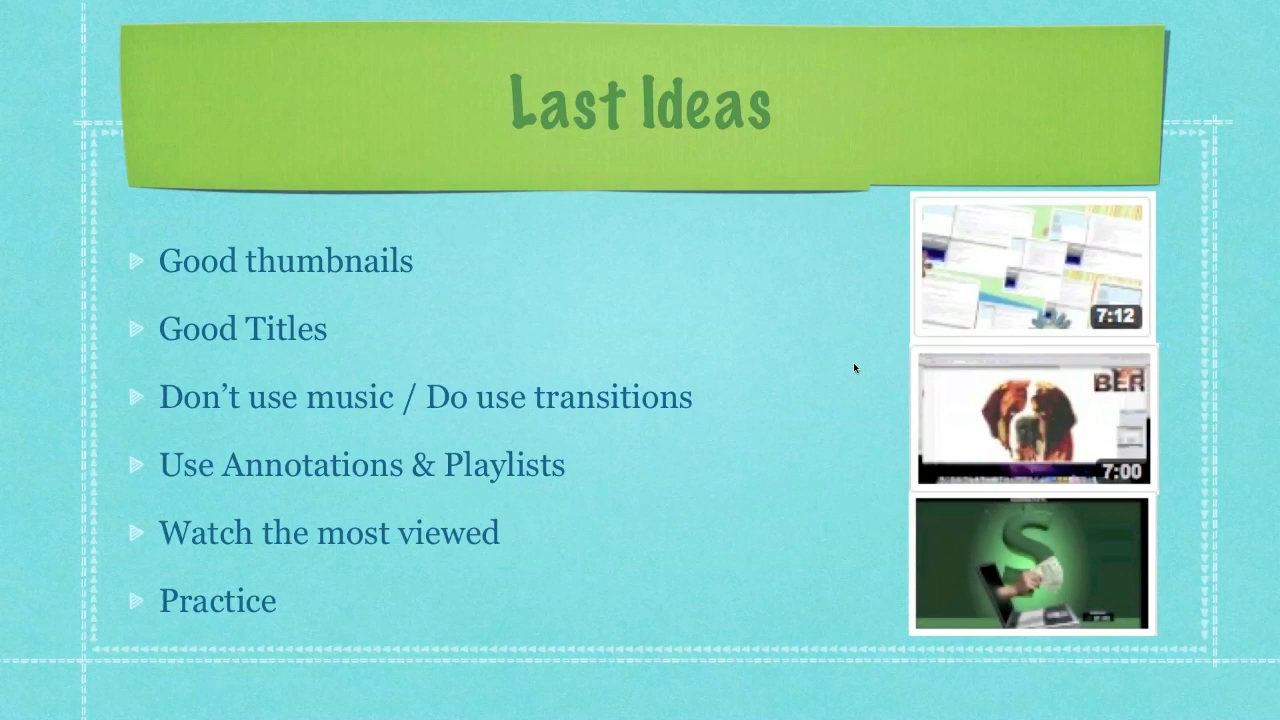 Last Ideas
Good thumbnails
Good Titles
Don’t use music / Do use transitions
Use Annotations & Playlists
Watch the most viewed
Practice
7:12
BER
7:00
S